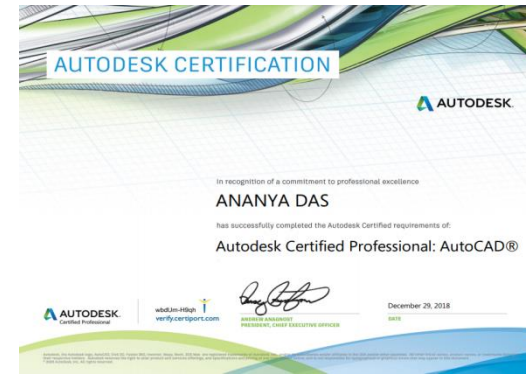 AUTODESK CERTIFICATION
AUTODESK.
In recognition of a commitment to professional excellence
ANANYA DAS
has successfully completed the Autodesk Certified requirements of:
Autodesk Certified Professional: AutoCAD®
AUTODESK.
Certified Professional
wbdUm-H9qh
verify.certiport.com
ANDREW ANAGNOST
PRESIDENT, CHIEF EXECUTIVE OFFICER
December 29, 2018
DATE